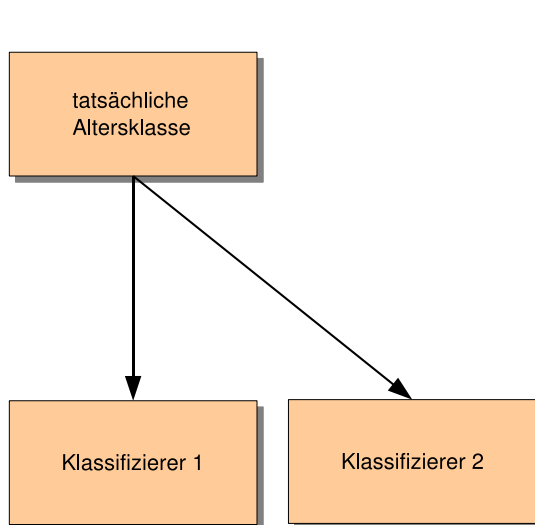 tatsächliche
Altersklasse
Klassifizierer 1
Klassifizierer 2